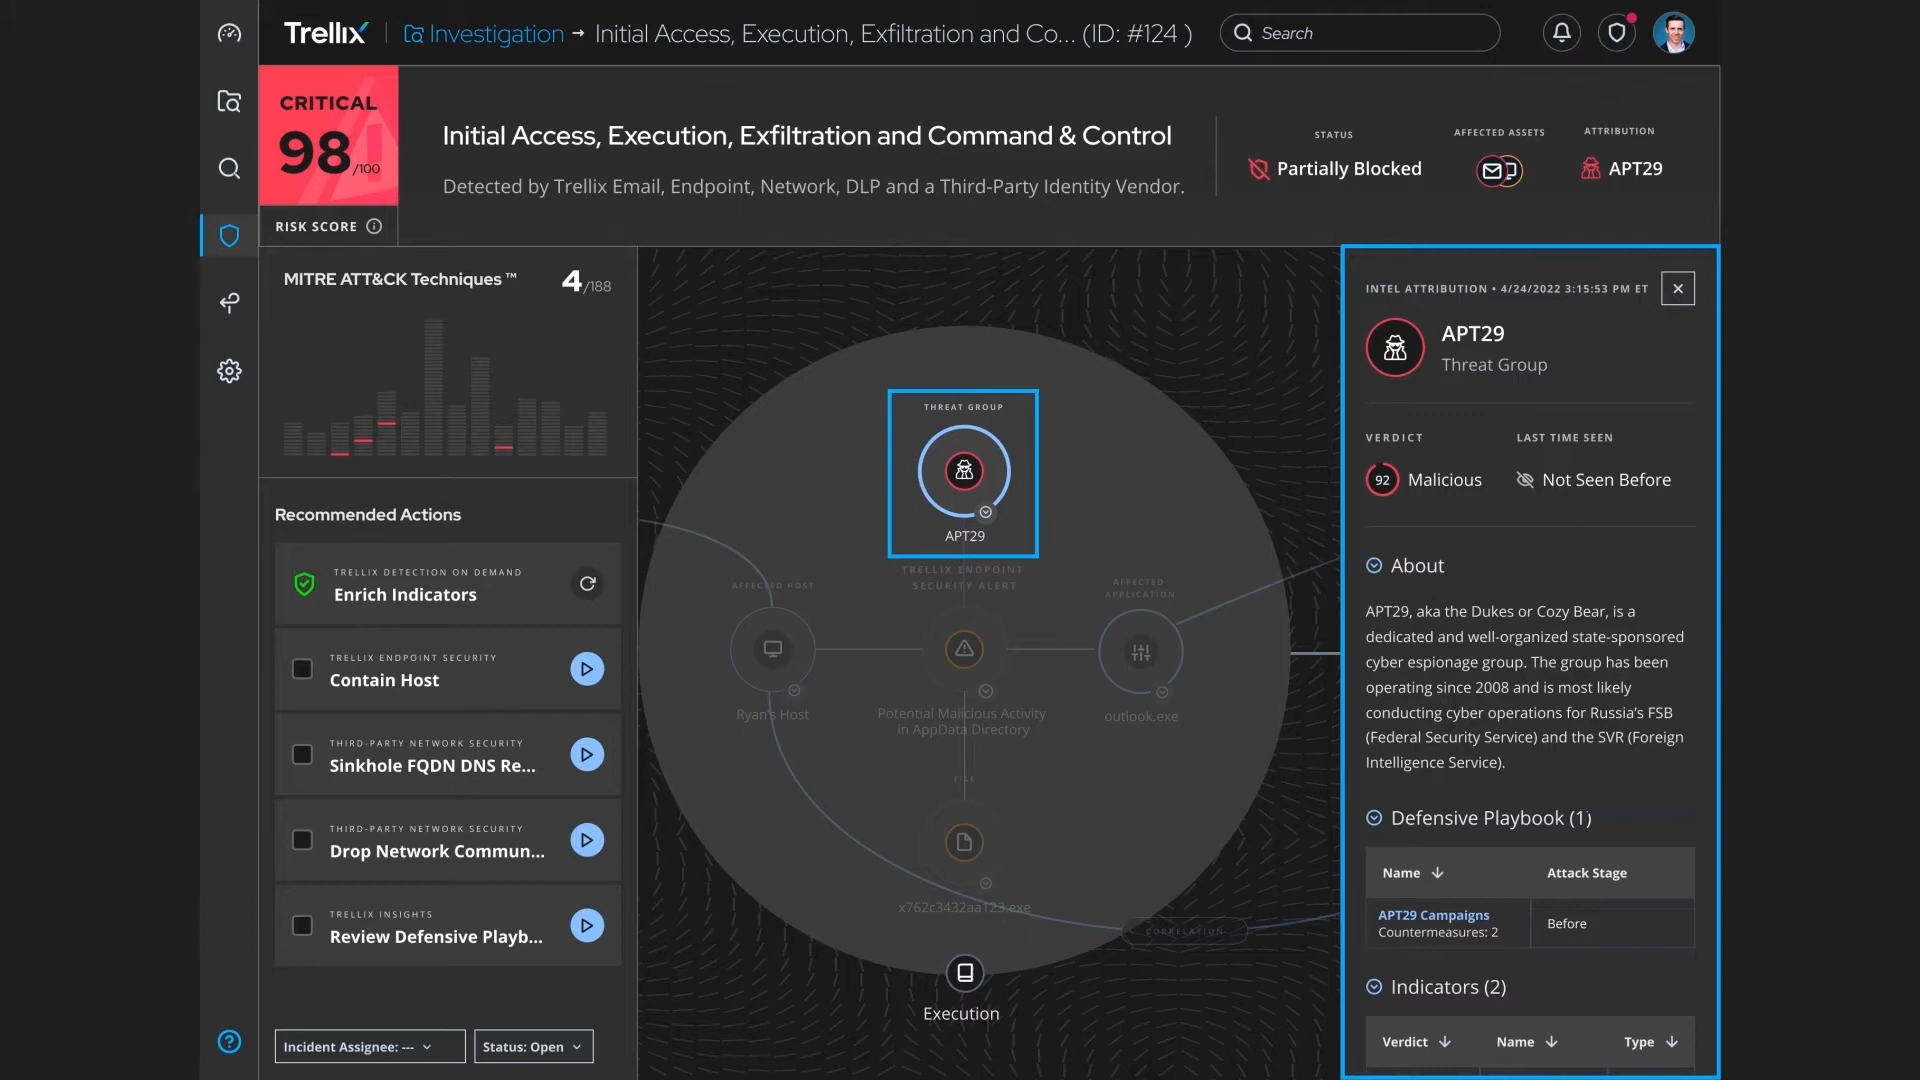 Trellix
Investigation → Initial Access, Execution, Exfiltration and Co... (ID: #124 )
Search
CRITICAL
98/100
RISK SCORE
Initial Access, Execution, Exfiltration and Command & Control
Detected by Trellix Email, Endpoint, Network, DLP and a Third-Party Identity Vendor.
STATUS
Partially Blocked
AFFECTED ASSETS
ATTRIBUTION
APT29
MITRE ATT&CK Techniques ™
4/188
Recommended Actions
TRELLIX DETECTION ON DEMAND
Enrich Indicators
TRELLIX ENDPOINT SECURITY
Contain Host
THIRD-PARTY NETWORK SECURITY
Sinkhole FQDN DNS Re...
THIRD-PARTY NETWORK SECURITY
Drop Network Commun...
TRELLIX INSIGHTS
Review Defensive Playb...
Incident Assignee: ---
Status: Open
THREAT GROUP
APT29
AFFECTED HOST
Ryan's Host
TRELLIX ENDPOINT
SECURITY ALERT
Potential Malicious Activity
in AppData Directory
AFFECTED
APPLICATION
outlook.exe
FILE
x762c3432aa123.exe
CORRELATION
Execution
INTEL ATTRIBUTION • 4/24/2022 3:15:53 PM ET
APT29
Threat Group
VERDICT
92 Malicious
LAST TIME SEEN
Not Seen Before
About
APT29, aka the Dukes or Cozy Bear, is a
dedicated and well-organized state-sponsored
cyber espionage group. The group has been
operating since 2008 and is most likely
conducting cyber operations for Russia's FSB
(Federal Security Service) and the SVR (Foreign
Intelligence Service).
Defensive Playbook (1)
Name
Attack Stage
APT29 Campaigns
Countermeasures: 2
Before
Indicators (2)
Verdict
Name
Type